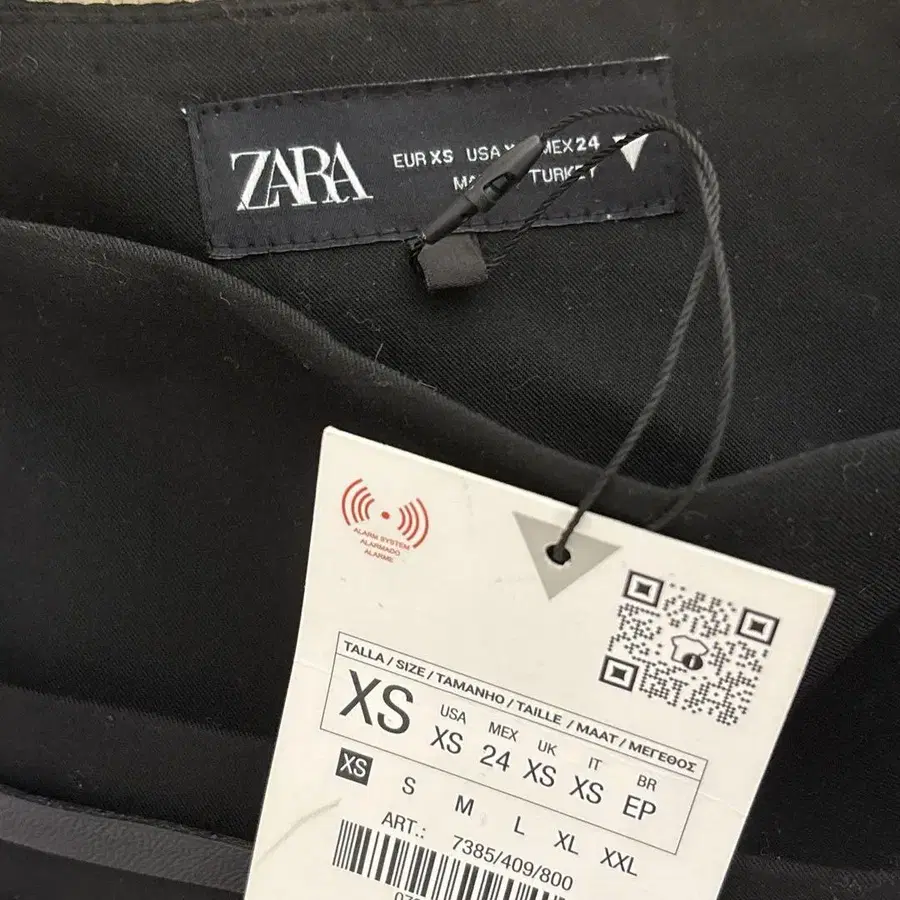 ZARA
EUR XS USA MEX 24
TURKEY
ALARM SYSTEM
ALARMADO
ALARME
TALLA / SIZE / TAMANHO / TAILLE / MAAT / ΜΕΓΕΘΟΣ
XS USA MEX UK IT BR
XS 24 XS XS EP
XS S M L XL XXL
ART.: 7385/409/800